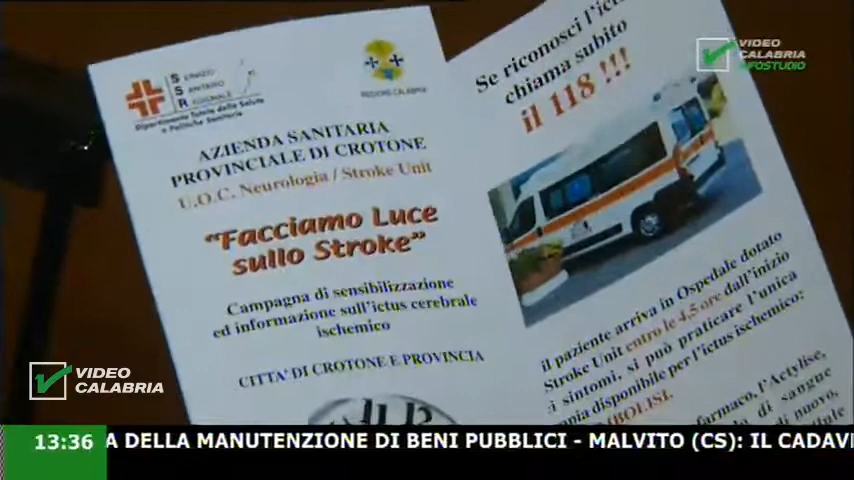 SERVIZIO
SANITARIO
REGIONALE
Dipartimento Tutela della Salute
e Politiche Sanitarie
REGIONE CALABRIA
AZIENDA SANITARIA
PROVINCIALE DI CROTONE
U.O.C. Neurologia / Stroke Unit
"Facciamo Luce
sullo Stroke"
Campagna di sensibilizzazione
ed informazione sull'ictus cerebrale
ischemico
CITTA' DI CROTONE E PROVINCIA
Se riconosci l'ictus
chiama subito
il 118 !!!
il paziente arriva in Ospedale dotato
Stroke Unit entro le 4,5 ore dall'inizio
i sintomi, si può praticare l'unica
disponibile per l'ictus ischemico:
farmaco, l'Actylise,
di sangue
di nuovo,
VIDEO
CALABRIA
INFOSTUDIO
VIDEO
CALABRIA
13:36 A DELLA MANUTENZIONE DI BENI PUBBLICI - MALVITO (CS): IL CADAV